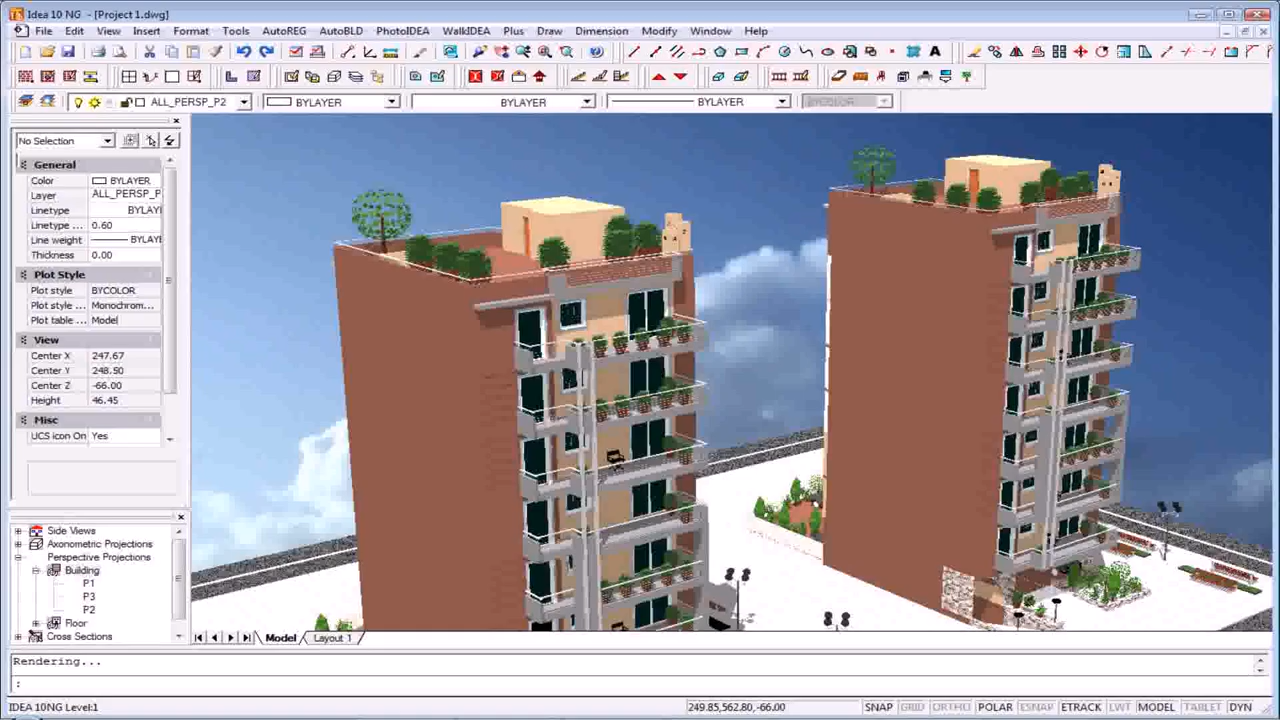 Idea 10 NG - [Project 1.dwg]
File Edit View Insert Format Tools AutoREG AutoBLD PhotoIDEA WalkIDEA Plus Draw Dimension Modify Window Help
ALL_PERSP_P2 BYLAYER BYLAYER BYLAYER BYCOLOR
No Selection
General
Color BYLAYER
Layer ALL_PERSP_P
Linetype BYLAY
Linetype ... 0.60
Line weight BYLAY
Thickness 0.00
Plot Style
Plot style BYCOLOR
Plot style ... Monochrom...
Plot table ... Model
View
Center X 247.67
Center Y 248.50
Center Z -66.00
Height 46.45
Misc
UCS icon On Yes
Side Views
Axonometric Projections
Perspective Projections
Building
P1
P3
P2
Floor
Cross Sections
Model Layout 1
Rendering...
:
IDEA 10NG Level:1 249.85,562.80,-66.00 SNAP GRID ORTHO POLAR ESNAP ETRACK LWT MODEL TABLET DYN